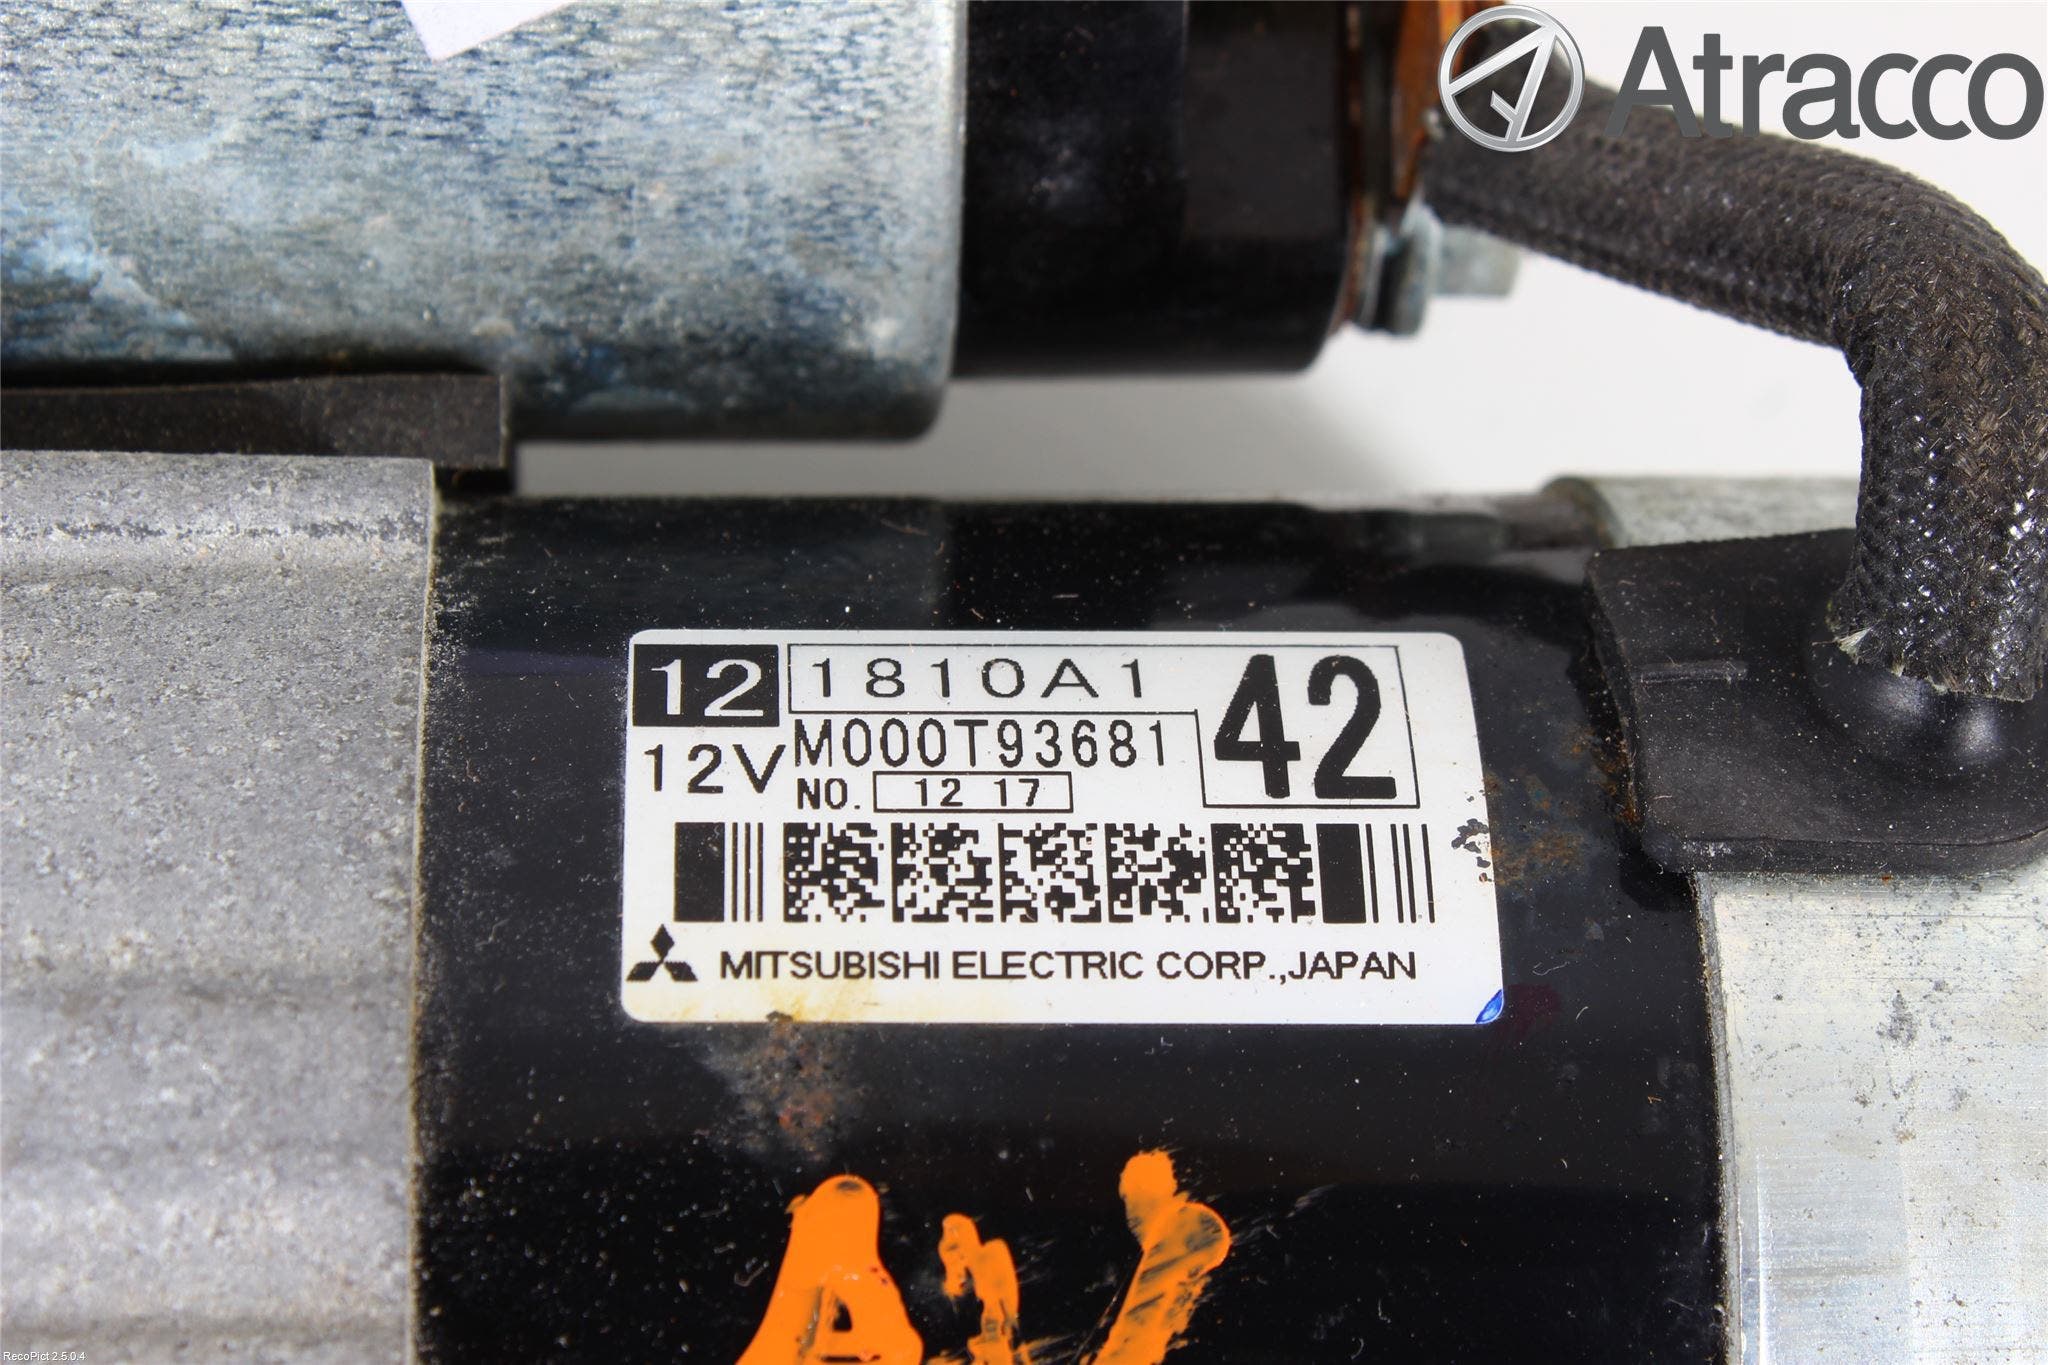 Atracco
12 1810A1 42
12V M000T93681
NO. 12 17
MITSUBISHI ELECTRIC CORP.,JAPAN
RecoPict 2.5.0.4